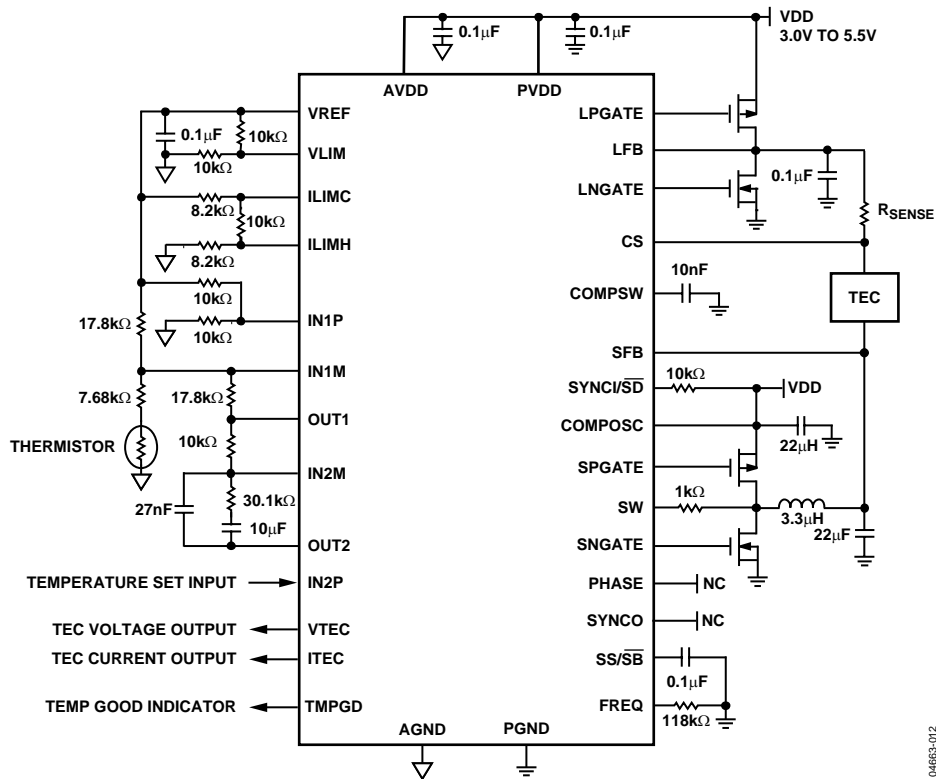 VDD
3.0V TO 5.5V
0.1μF
0.1μF
AVDD
PVDD
VREF
LPGATE
0.1μF
10kΩ
VLIM
LFB
10kΩ
0.1μF
LNGATE
ILIMC
8.2kΩ
10kΩ
RSENSE
ILIMH
CS
8.2kΩ
10nF
10kΩ
COMPSW
TEC
17.8kΩ
IN1P
10kΩ
SFB
IN1M
10kΩ
SYNCI/SD
VDD
7.68kΩ
17.8kΩ
OUT1
COMPOSC
10kΩ
22μH
THERMISTOR
IN2M
SPGATE
30.1kΩ
1kΩ
27nF
SW
10μF
3.3μH
22μF
OUT2
SNGATE
TEMPERATURE SET INPUT
IN2P
PHASE
NC
TEC VOLTAGE OUTPUT
VTEC
SYNCO
NC
TEC CURRENT OUTPUT
ITEC
SS/SB
0.1μF
TEMP GOOD INDICATOR
TMPGD
FREQ
118kΩ
AGND
PGND
04663-012